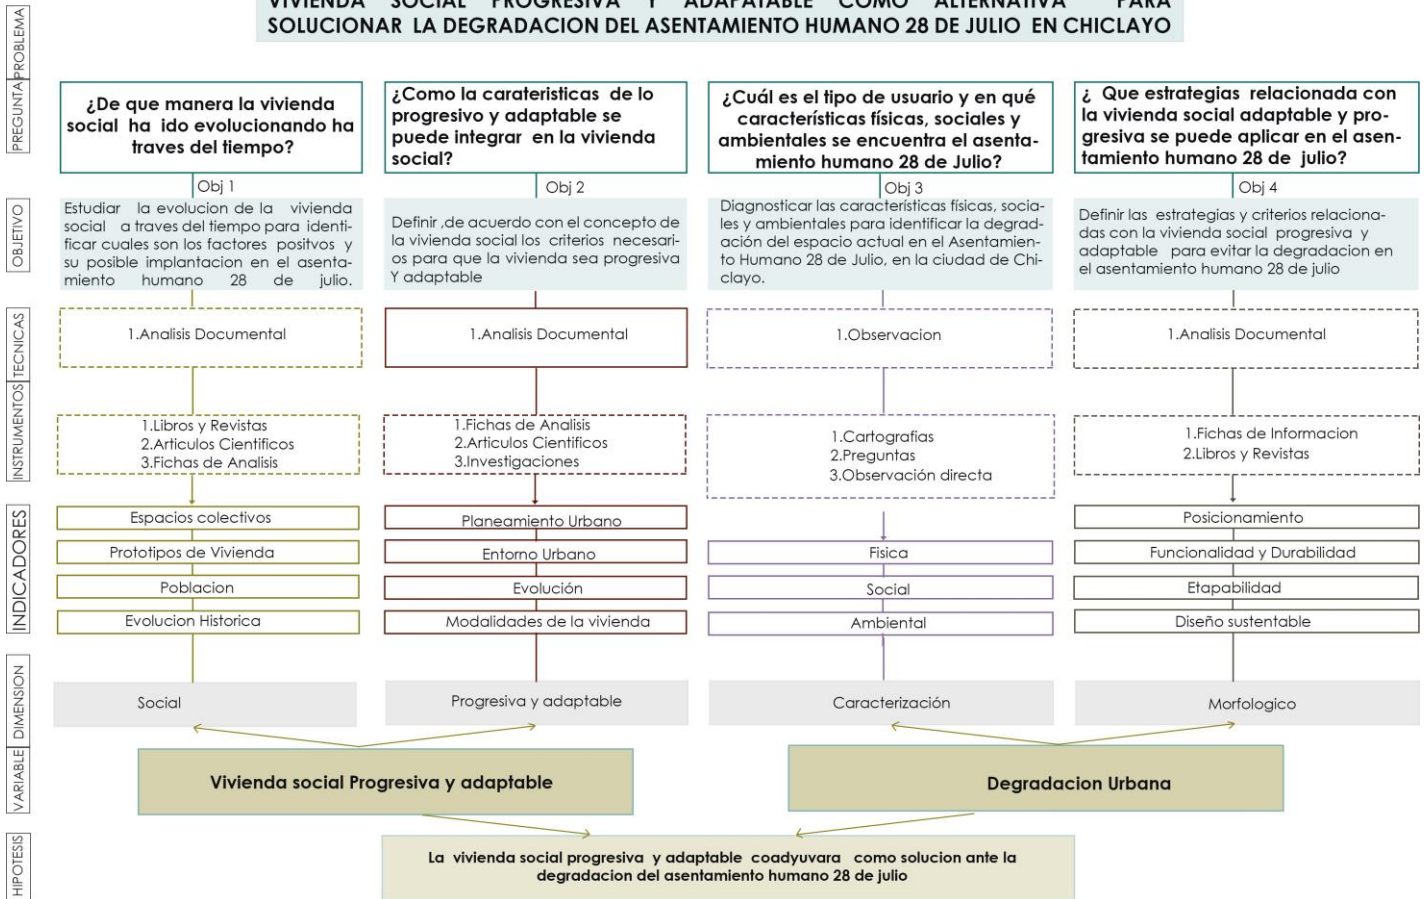 VIVIENDA SOCIAL PROGRESIVA Y ADAPATABLE COMO ALTERNATIVA PARA
SOLUCIONAR LA DEGRADACION DEL ASENTAMIENTO HUMANO 28 DE JULIO EN CHICLAYO
PROBLEMA
PREGUNTA
¿De que manera la vivienda
social ha ido evolucionando ha
traves del tiempo?
¿Como la carateristicas de lo
progresivo y adaptable se
puede integrar en la vivienda
social?
¿Cuál es el tipo de usuario y en qué
características físicas, sociales y
ambientales se encuentra el asenta-
miento humano 28 de Julio?
¿ Que estrategias relacionada con
la vivienda social adaptable y pro-
gresiva se puede aplicar en el asen-
tamiento humano 28 de julio?
Obj 1
Obj 2
Obj 3
Obj 4
OBJETIVO
Estudiar la evolucion de la vivienda
social a traves del tiempo para identi-
ficar cuales son los factores positvos y
su posible implantacion en el asenta-
miento humano 28 de julio.
Definir ,de acuerdo con el concepto de
la vivienda social los criterios necesari-
ios para que la vivienda sea progresiva
Y adaptable
Diagnosticar las características físicas, socia-
les y ambientales para identificar la degrad-
ación del espacio actual en el Asentamien-
to Humano 28 de Julio, en la ciudad de Chi-
clayo.
Definir las estrategias y criterios relaciona-
das con la vivienda social progresiva y
adaptable para evitar la degradacion en
el asentamiento humano 28 de julio
TECNICAS
1.Analisis Documental
1.Analisis Documental
1.Observacion
1.Analisis Documental
INSTRUMENTOS
1.Libros y Revistas
2.Articulos Cientificos
3.Fichas de Analisis
1.Fichas de Analisis
2.Articulos Cientificos
3.Investigaciones
1.Cartografias
2.Preguntas
3.Observación directa
1.Fichas de Informacion
2.Libros y Revistas
INDICADORES
Espacios colectivos
Prototipos de Vivienda
Poblacion
Evolucion Historica
Planeamiento Urbano
Entorno Urbano
Evolución
Modalidades de la vivienda
Fisica
Social
Ambiental
Posicionamiento
Funcionalidad y Durabilidad
Etapabilidad
Diseño sustentable
DIMENSION
Social
Progresiva y adaptable
Caracterización
Morfologico
VARIABLE
Vivienda social Progresiva y adaptable
Degradacion Urbana
HIPOTESIS
La vivienda social progresiva y adaptable coadyuvara como solucion ante la
degradacion del asentamiento humano 28 de julio